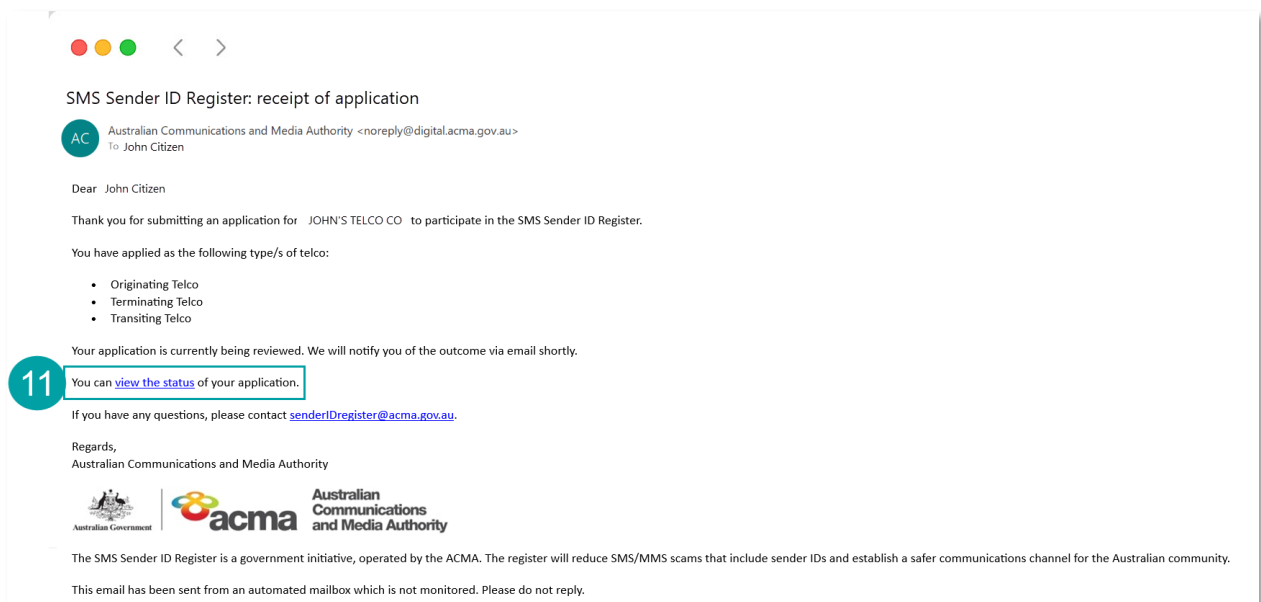 SMS Sender ID Register: receipt of application
AC
Australian Communications and Media Authority <noreply@digital.acma.gov.au>
To John Citizen
Dear John Citizen
Thank you for submitting an application for JOHN'S TELCO CO to participate in the SMS Sender ID Register.
You have applied as the following type/s of telco:
• Originating Telco
• Terminating Telco
• Transiting Telco
Your application is currently being reviewed. We will notify you of the outcome via email shortly.
11
You can view the status of your application.
If you have any questions, please contact senderIDregister@acma.gov.au.
Regards,
Australian Communications and Media Authority
Australian Government
acma
Australian
Communications
and Media Authority
The SMS Sender ID Register is a government initiative, operated by the ACMA. The register will reduce SMS/MMS scams that include sender IDs and establish a safer communications channel for the Australian community.
This email has been sent from an automated mailbox which is not monitored. Please do not reply.